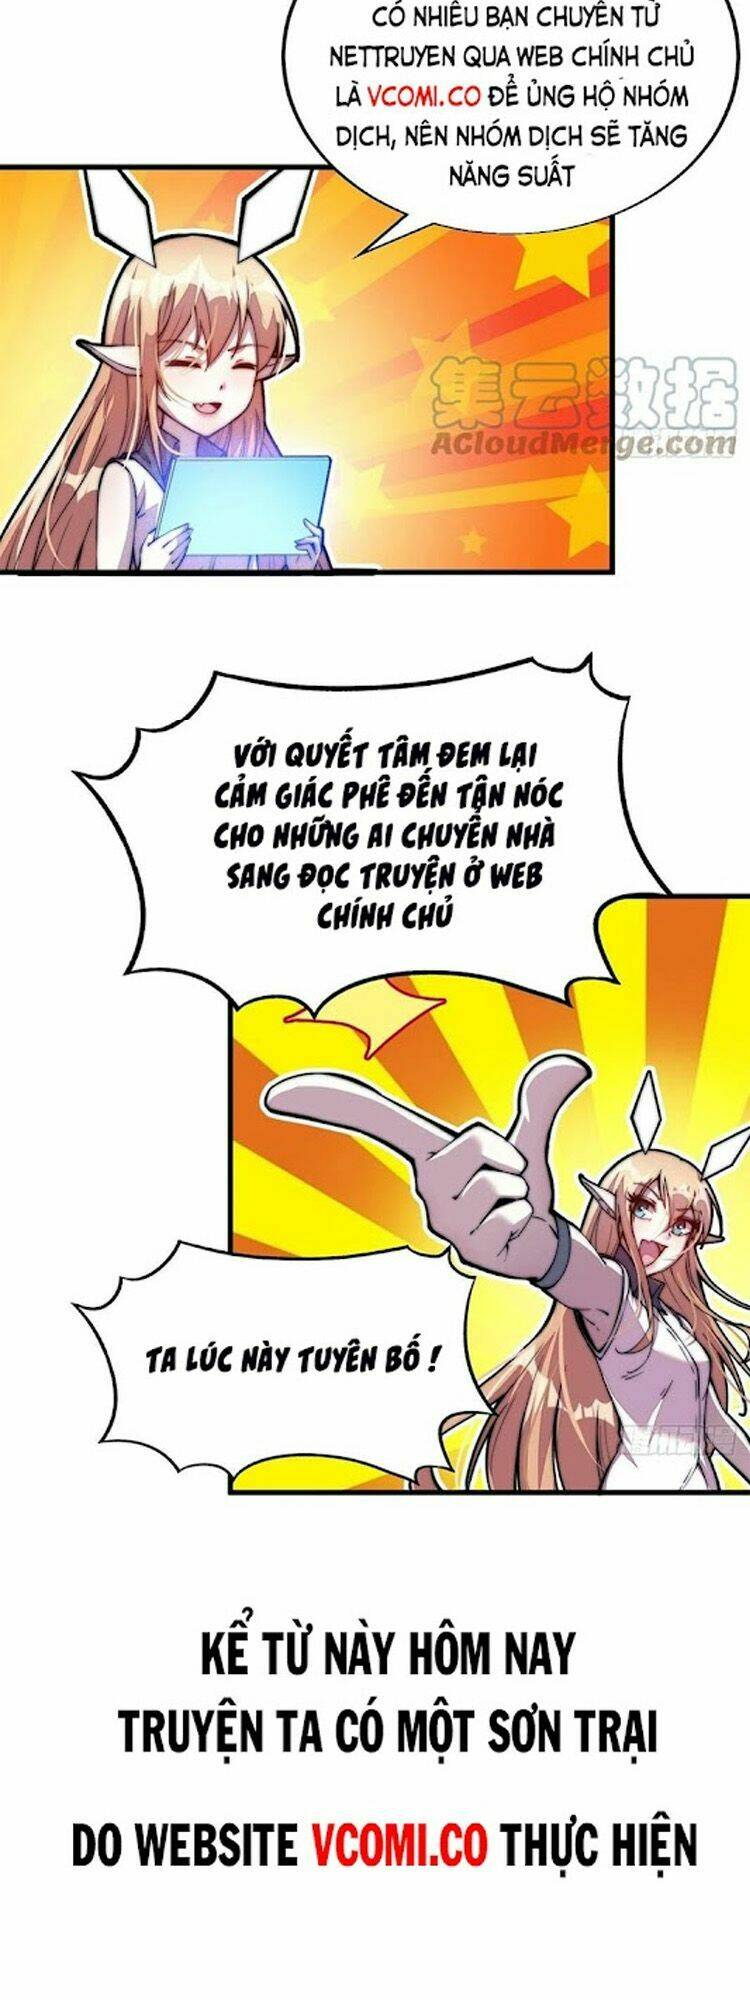 CÓ NHIỀU BẠN CHUYỂN TỪ
NETTRUYEN QUA WEB CHÍNH CHỦ
LÀ VCOMI.CO ĐỂ ỦNG HỘ NHÓM
DỊCH, NÊN NHÓM DỊCH SẼ TĂNG
NĂNG SUẤT
集云数据
ACloudMerge.com
VỚI QUYẾT TÂM ĐEM LẠI
CẢM GIÁC PHÊ ĐẾN TẬN NÓC
CHO NHỮNG AI CHUYỂN NHÀ
SANG ĐỌC TRUYỆN Ở WEB
CHÍNH CHỦ
TA LÚC NÀY TUYÊN BỐ !
KỂ TỪ NÀY HÔM NAY
TRUYỆN TA CÓ MỘT SƠN TRẠI
DO WEBSITE VCOMI.CO THỰC HIỆN